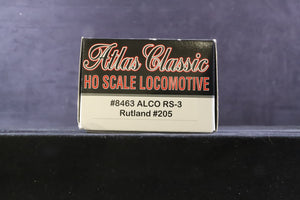 Atlas Classic
HO SCALE LOCOMOTIVE
#8463 ALCO RS-3
Rutland #205